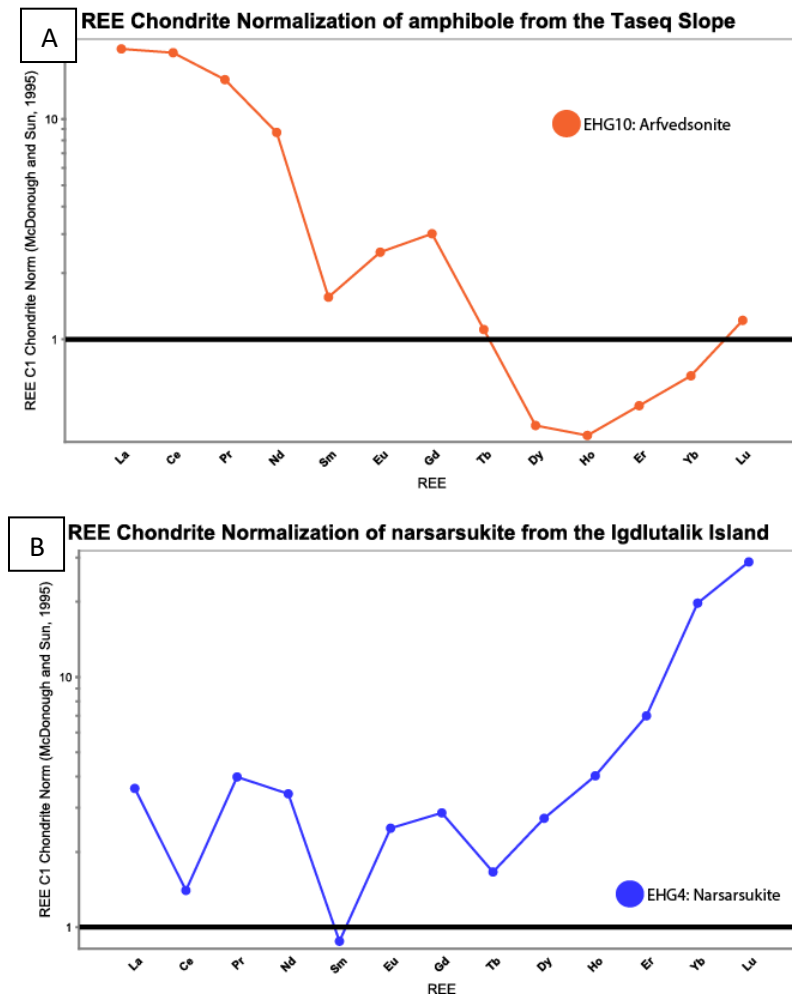 A
REE Chondrite Normalization of amphibole from the Taseq Slope
REE C1 Chondrite Norm (McDonough and Sun, 1995)
10
1
EHG10: Arfvedsonite
La Ce Pr Nd Sm Eu Gd Tb Dy Ho Er Yb Lu
REE
B
REE Chondrite Normalization of narsarsukite from the Igdlutalik Island
REE C1 Chondrite Norm (McDonough and Sun, 1995)
10
1
EHG4: Narsarsukite
La Ce Pr Nd Sm Eu Gd Tb Dy Ho Er Yb Lu
REE